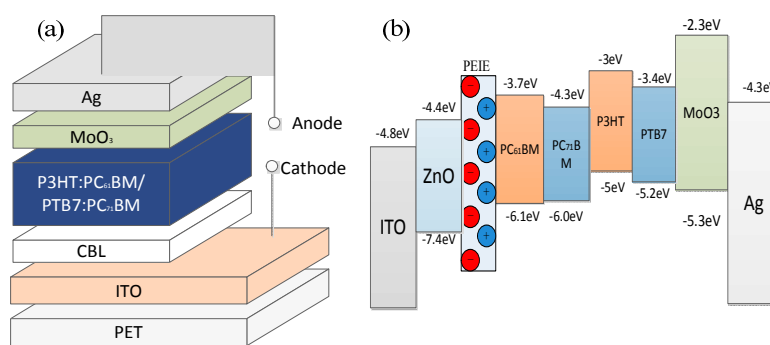 (a)
Ag
MoO₃
P3HT:PC₆₁BM/
PTB7:PC₇₁BM
CBL
ITO
PET
Anode
Cathode
(b)
-4.8eV
ITO
-4.4eV
ZnO
-7.4eV
PEIE
-3.7eV
PC₆₁BM
-6.1eV
-4.3eV
PC₇₁B
M
-6.0eV
-3eV
P3HT
-5eV
-3.4eV
PTB7
-5.2eV
-2.3eV
MoO3
-5.3eV
-4.3eV
Ag